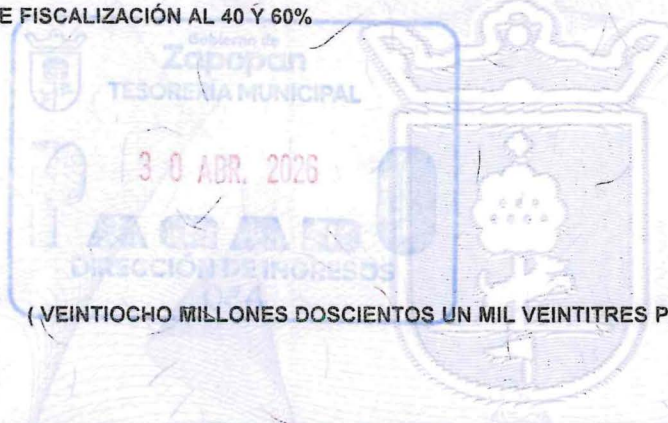 E FISCALIZACIÓN AL 40 Y 60%
Gobierno de
Zapopan
TESORERIA MUNICIPAL
3 0 ABR. 2026
DIRECCIÓN DE INGRESOS
( VEINTIOCHO MILLONES DOSCIENTOS UN MIL VEINTITRES P